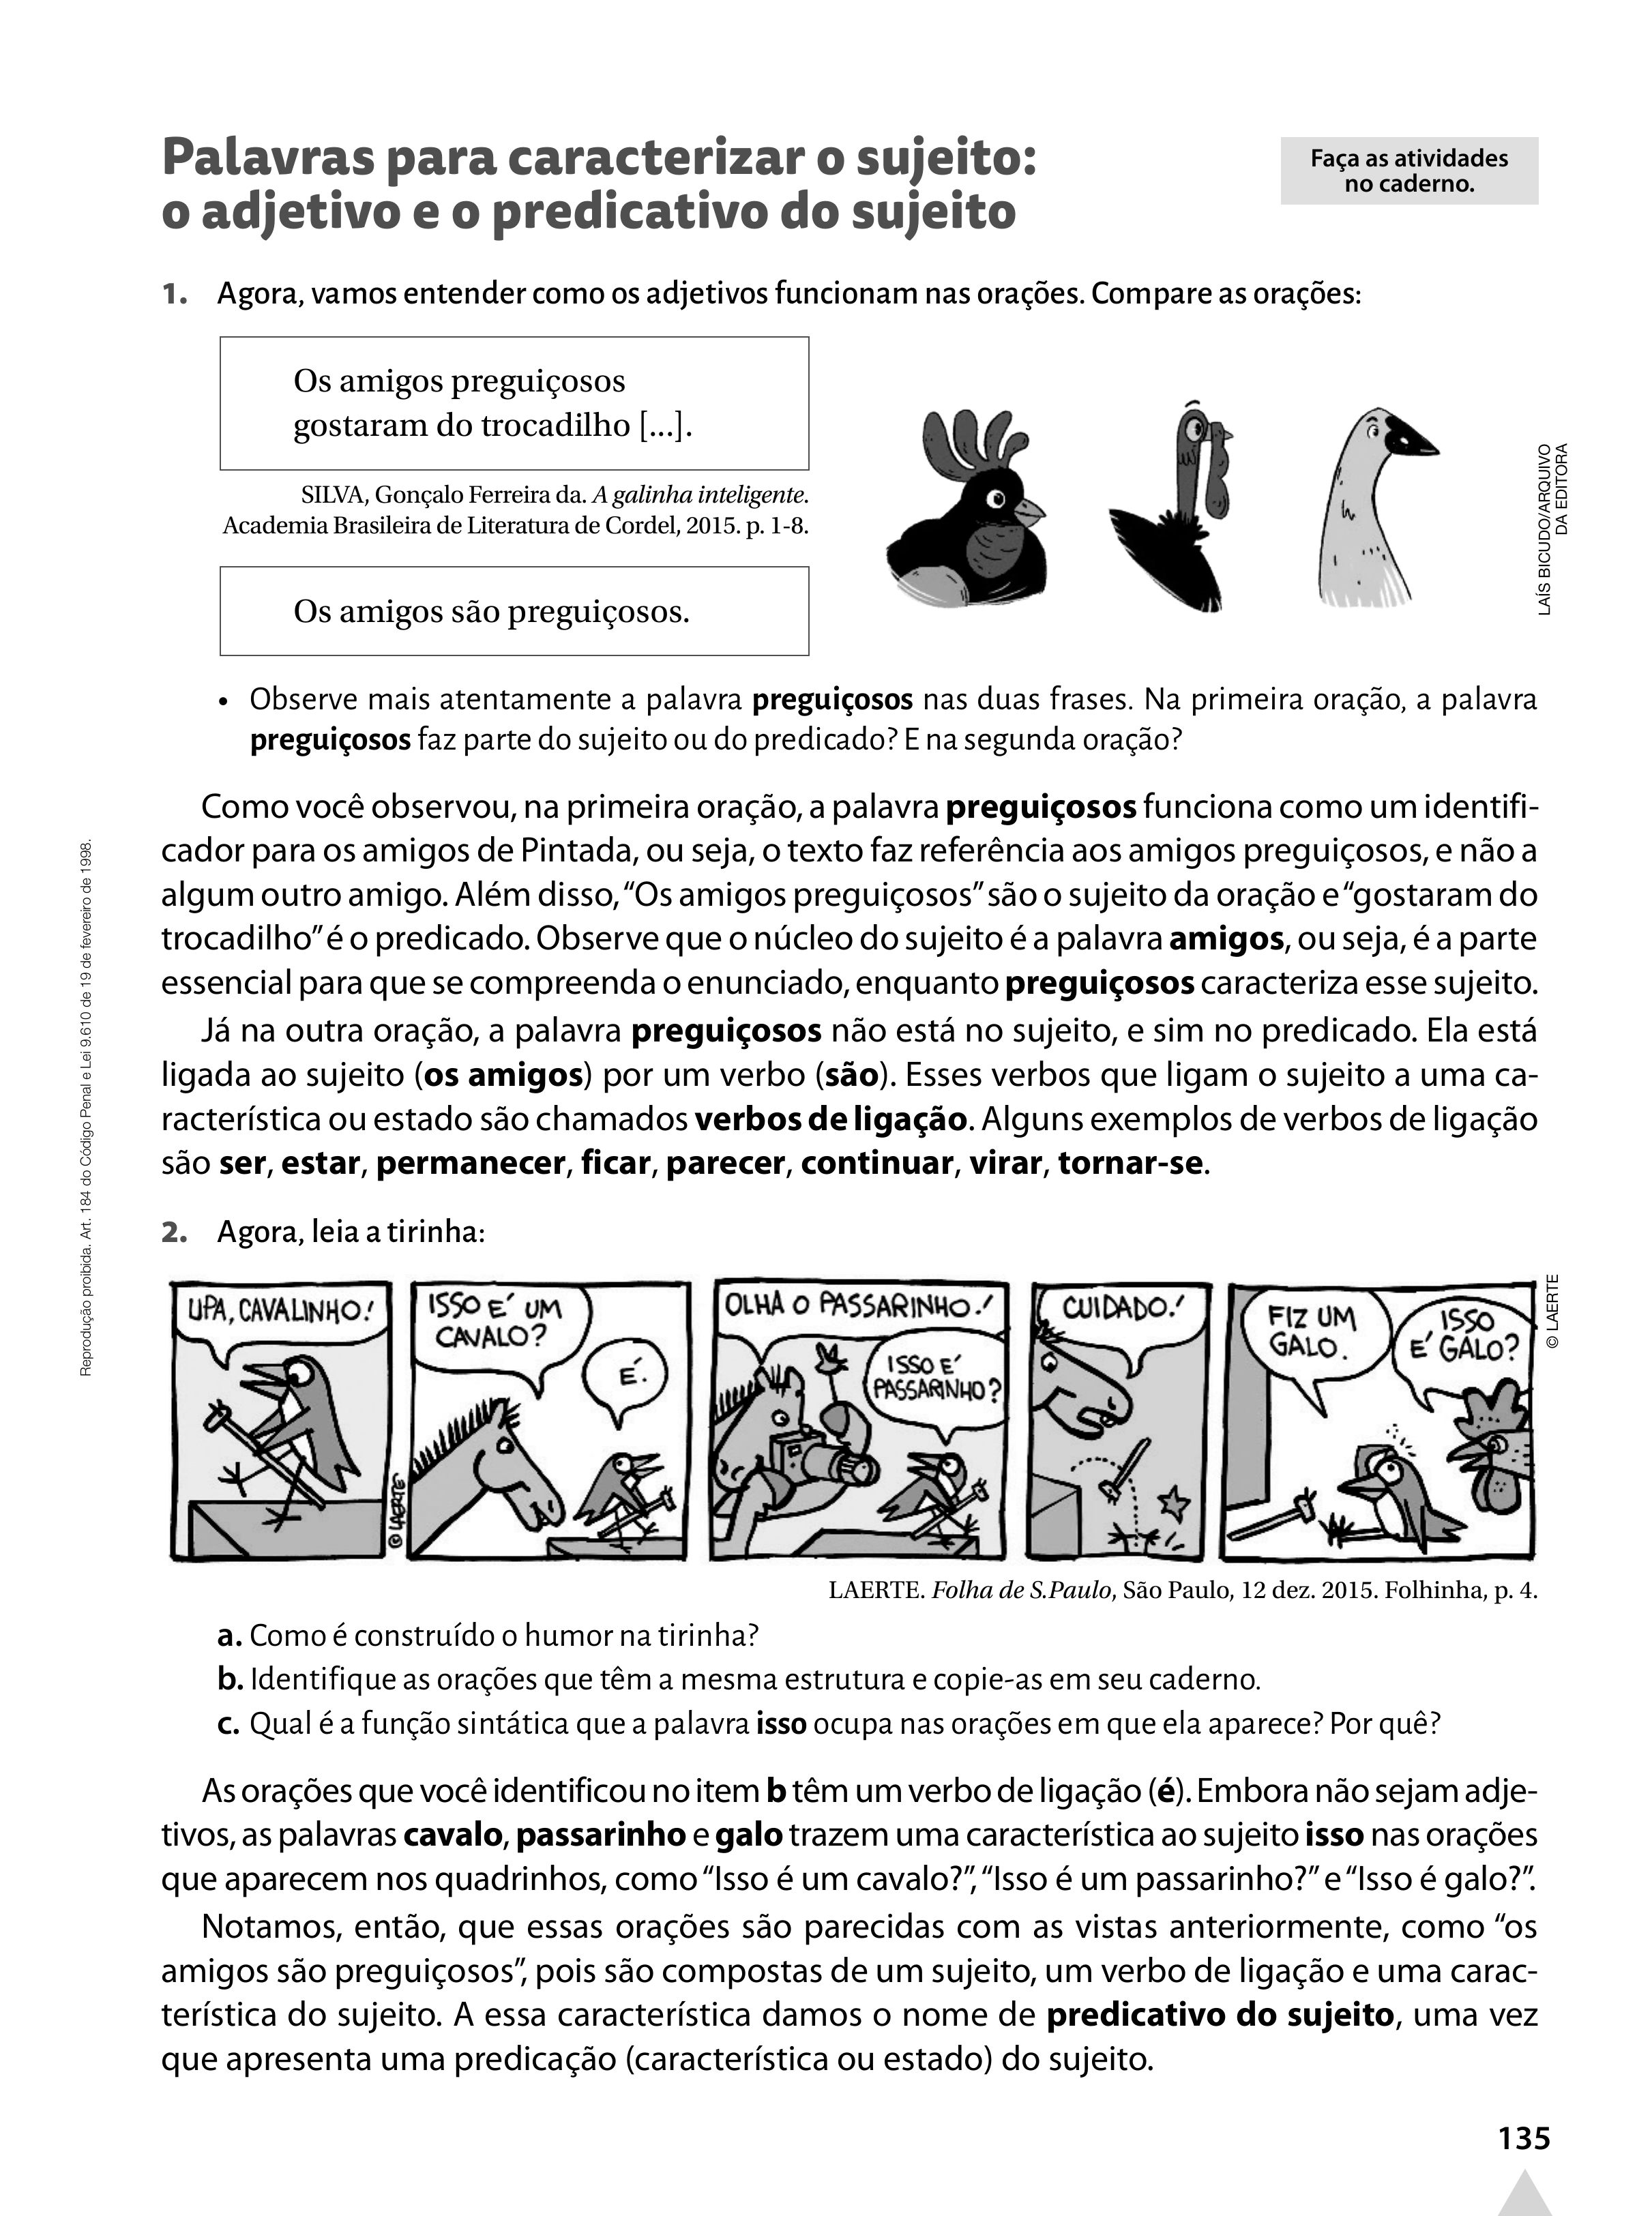 Palavras para caracterizar o sujeito:
o adjetivo e o predicativo do sujeito
Faça as atividades
no caderno.
1. Agora, vamos entender como os adjetivos funcionam nas orações. Compare as orações:
Os amigos preguiçosos
gostaram do trocadilho [...].
SILVA, Gonçalo Ferreira da. A galinha inteligente.
Academia Brasileira de Literatura de Cordel, 2015. p. 1-8.
Os amigos são preguiçosos.
LAÍS BICUDO/ARQUIVO
DA EDITORA
• Observe mais atentamente a palavra preguiçosos nas duas frases. Na primeira oração, a palavra
preguiçosos faz parte do sujeito ou do predicado? E na segunda oração?
Como você observou, na primeira oração, a palavra preguiçosos funciona como um identifi-
cador para os amigos de Pintada, ou seja, o texto faz referência aos amigos preguiçosos, e não a
algum outro amigo. Além disso, “Os amigos preguiçosos” são o sujeito da oração e “gostaram do
trocadilho” é o predicado. Observe que o núcleo do sujeito é a palavra amigos, ou seja, é a parte
essencial para que se compreenda o enunciado, enquanto preguiçosos caracteriza esse sujeito.
Já na outra oração, a palavra preguiçosos não está no sujeito, e sim no predicado. Ela está
ligada ao sujeito (os amigos) por um verbo (são). Esses verbos que ligam o sujeito a uma ca-
racterística ou estado são chamados verbos de ligação. Alguns exemplos de verbos de ligação
são ser, estar, permanecer, ficar, parecer, continuar, virar, tornar-se.
Reprodução proibida. Art. 184 do Código Penal e Lei 9.610 de 19 de fevereiro de 1998.
2. Agora, leia a tirinha:
UPA, CAVALINHO!
© LAERTE
ISSO É UM
CAVALO?
É.
OLHA O PASSARINHO!
ISSO É
PASSARINHO?
CUIDADO!
FIZ UM
GALO.
ISSO
É GALO?
© LAERTE
LAERTE. Folha de S.Paulo, São Paulo, 12 dez. 2015. Folhinha, p. 4.
a. Como é construído o humor na tirinha?
b. Identifique as orações que têm a mesma estrutura e copie-as em seu caderno.
c. Qual é a função sintática que a palavra isso ocupa nas orações em que ela aparece? Por quê?
As orações que você identificou no item b têm um verbo de ligação (é). Embora não sejam adje-
tivos, as palavras cavalo, passarinho e galo trazem uma característica ao sujeito isso nas orações
que aparecem nos quadrinhos, como “Isso é um cavalo?”, “Isso é um passarinho?” e “Isso é galo?”.
Notamos, então, que essas orações são parecidas com as vistas anteriormente, como “os
amigos são preguiçosos”, pois são compostas de um sujeito, um verbo de ligação e uma carac-
terística do sujeito. A essa característica damos o nome de predicativo do sujeito, uma vez
que apresenta uma predicação (característica ou estado) do sujeito.
135